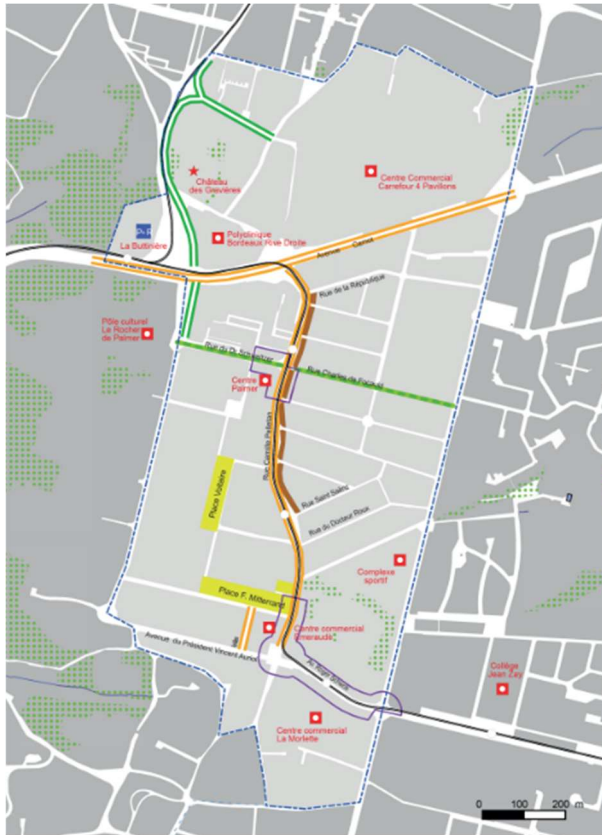 Château
des Gravières
Centre Commercial
Carrefour 4 Pavillons
P+R
La Buttinière
Polyclinique
Bordeaux Rive Droite
Avenue Carnot
Rue de la République
Pôle culturel
Le Rocher
de Palmer
Rue du Dr Schweitzer
Rue Charles de Foucault
Centre
Palmer
Rue Camille Pelletan
Place Voltaire
Rue Saint Saëns
Rue du Docteur Roux
Complexe
sportif
Place F. Mitterrand
Centre commercial
Emeraude
Avenue du Président Vincent Auriol
Collège
Jean Zay
Centre commercial
La Morlette
0 100 200 m